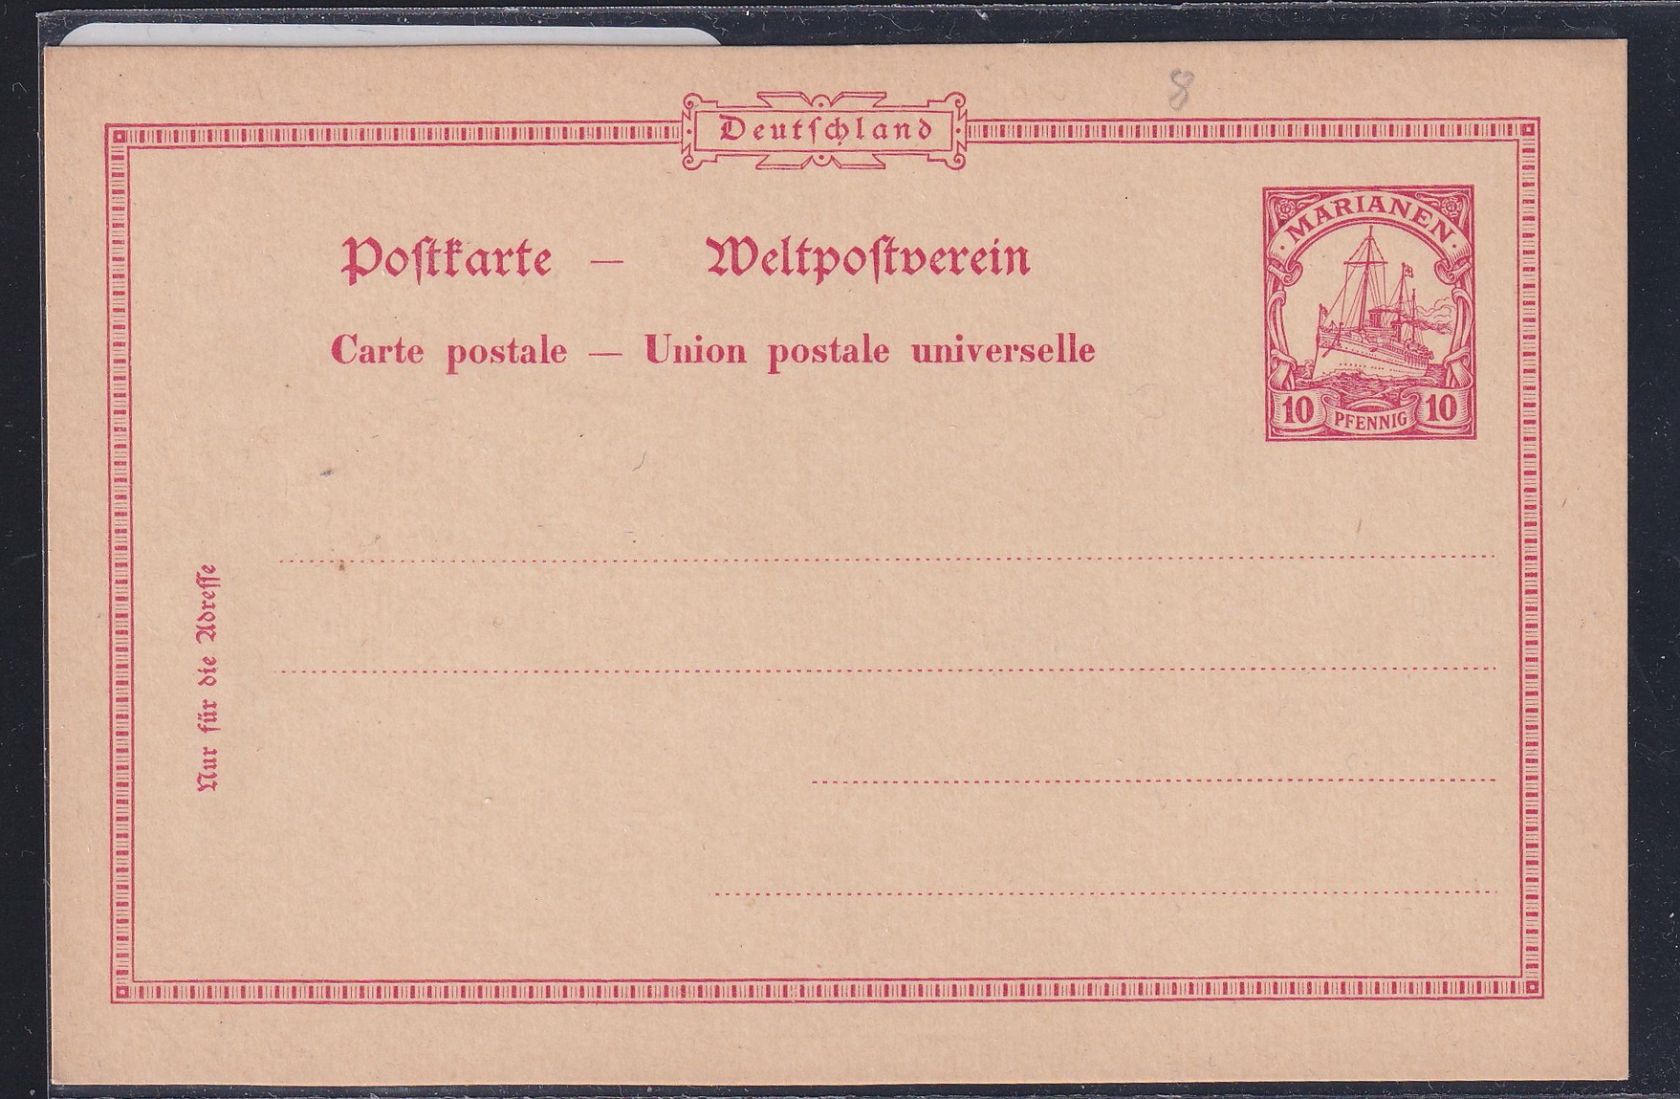 8
Deutſchland
MARIANEN
Poſtkarte — Weltpoſtverein
Carte postale — Union postale universelle
10 PFENNIG 10
Nur für die Adreſſe